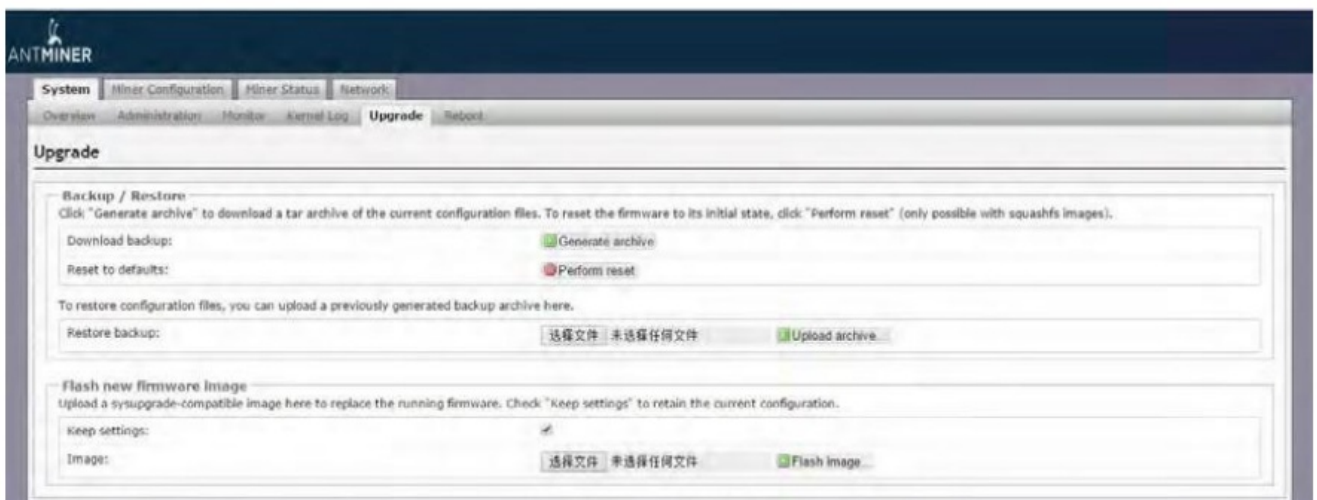 ANTMINER
System Miner Configuration Miner Status Network
Overview Administration Monitor Kernel Log Upgrade Reboot
Upgrade
Backup / Restore
Click "Generate archive" to download a tar archive of the current configuration files. To reset the firmware to its initial state, click "Perform reset" (only possible with squashfs images).
Download backup: Generate archive
Reset to defaults: Perform reset
To restore configuration files, you can upload a previously generated backup archive here.
Restore backup: 选择文件 未选择任何文件 Upload archive...
Flash new firmware image
Upload a sysupgrade-compatible image here to replace the running firmware. Check "Keep settings" to retain the current configuration.
Keep settings:
Image: 选择文件 未选择任何文件 Flash image...